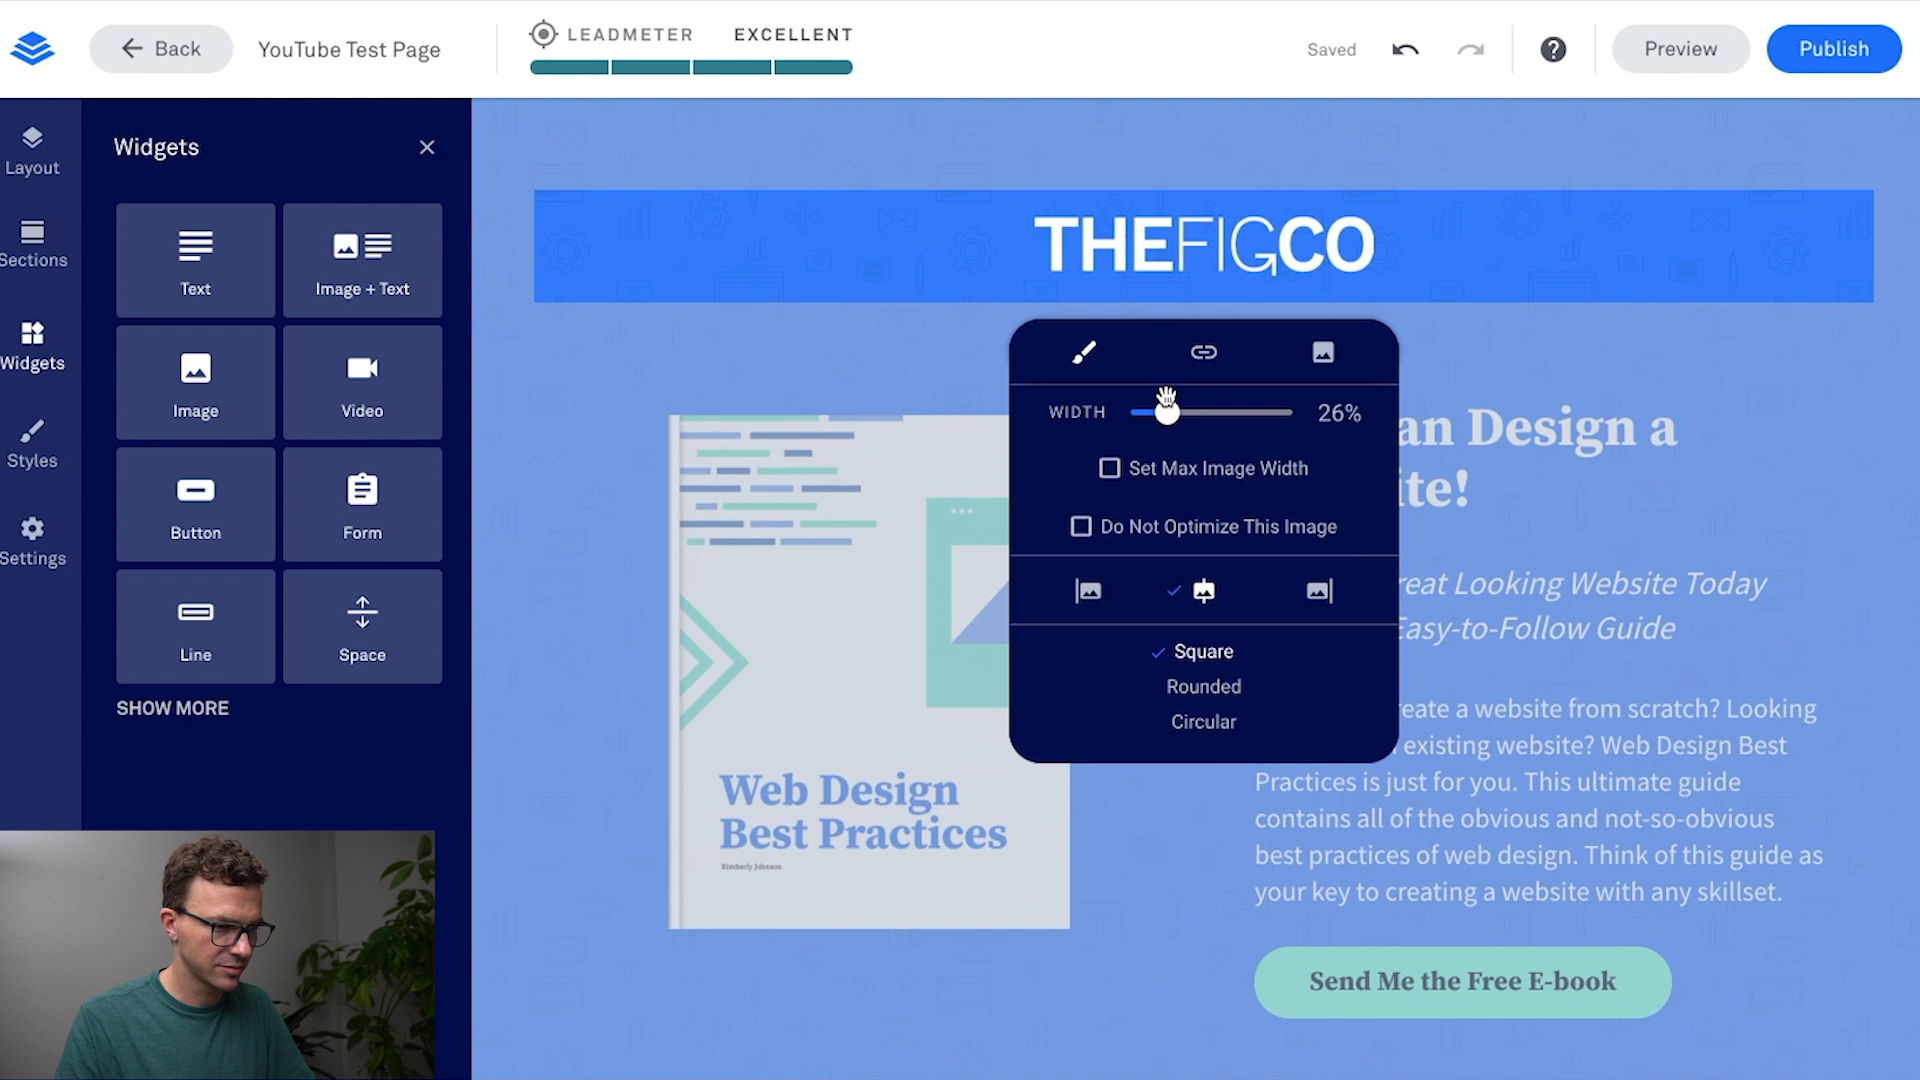 Back
YouTube Test Page
LEADMETER EXCELLENT
Saved
Preview
Publish
Layout
Sections
Widgets
Styles
Settings
Widgets
Text
Image + Text
Image
Video
Button
Form
Line
Space
SHOW MORE
THEFIGCO
WIDTH 26%
Set Max Image Width
Do Not Optimize This Image
Square
Rounded
Circular
Web Design
Best Practices
Kimberly Johnson
an Design a
ite!
reat Looking Website Today
Easy-to-Follow Guide
reate a website from scratch? Looking
existing website? Web Design Best
Practices is just for you. This ultimate guide
contains all of the obvious and not-so-obvious
best practices of web design. Think of this guide as
your key to creating a website with any skillset.
Send Me the Free E-book